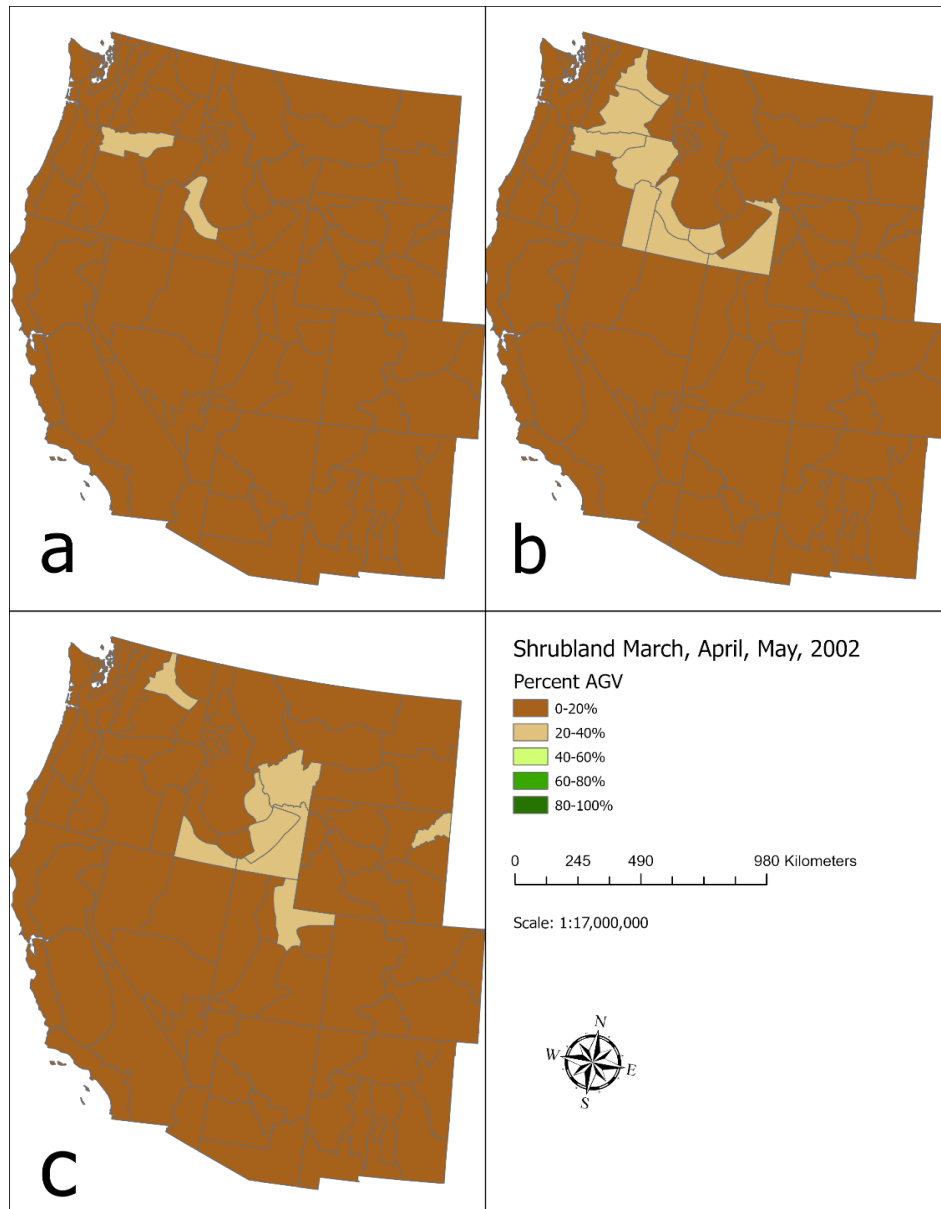 a
b
c
Shrubland March, April, May, 2002
Percent AGV
0-20%
20-40%
40-60%
60-80%
80-100%
0 245 490 980 Kilometers
Scale: 1:17,000,000
N
W E
S